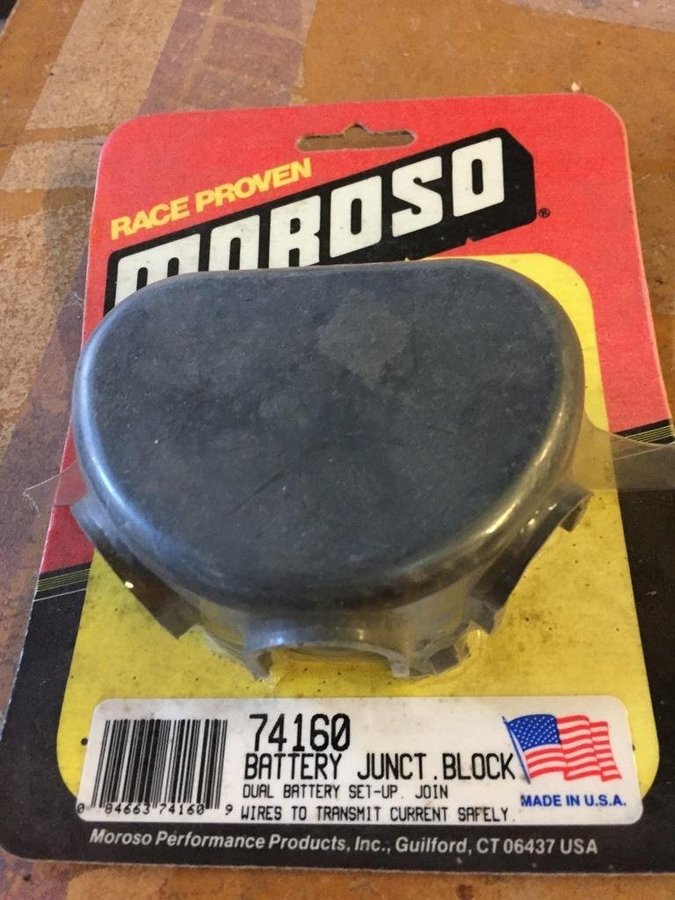 RACE PROVEN
MOROSO®
74160
BATTERY JUNCT.BLOCK
DUAL BATTERY SET-UP. JOIN
WIRES TO TRANSMIT CURRENT SAFELY.
0 84663 74160 9
MADE IN U.S.A.
Moroso Performance Products, Inc., Guilford, CT 06437 USA